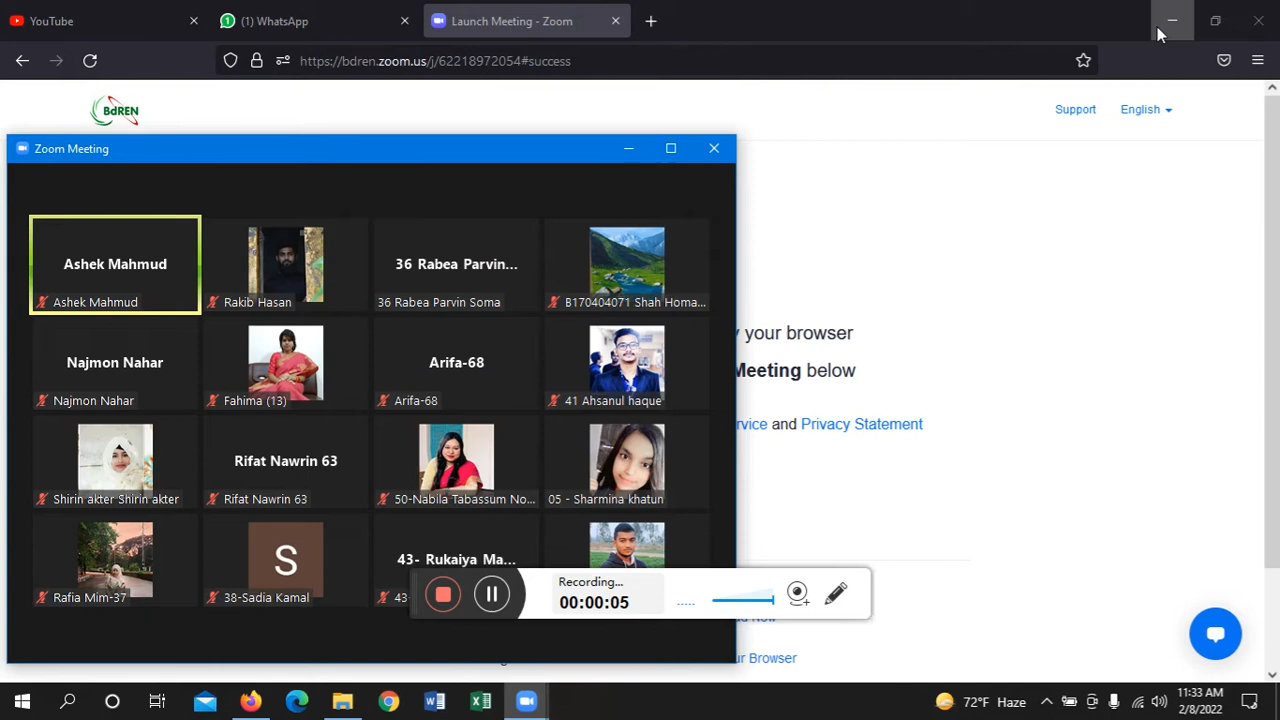 YouTube
(1) WhatsApp
Launch Meeting - Zoom
https://bdren.zoom.us/j/62218972054#success
BdREN
Support
English
Zoom Meeting
Ashek Mahmud
Ashek Mahmud
Rakib Hasan
36 Rabea Parvin...
36 Rabea Parvin Soma
B170404071 Shah Homa...
y your browser
Meeting below
Najmon Nahar
Najmon Nahar
Fahima (13)
Arifa-68
Arifa-68
41 Ahsanul haque
rvice and Privacy Statement
Shirin akter Shirin akter
Rifat Nawrin 63
Rifat Nawrin 63
50-Nabila Tabassum No...
05 - Sharmina khatun
Rafia Mim-37
S
38-Sadia Kamal
43- Rukaiya Ma...
43-
Recording...
00:00:05
ur Browser
72°F Haze
11:33 AM
2/8/2022